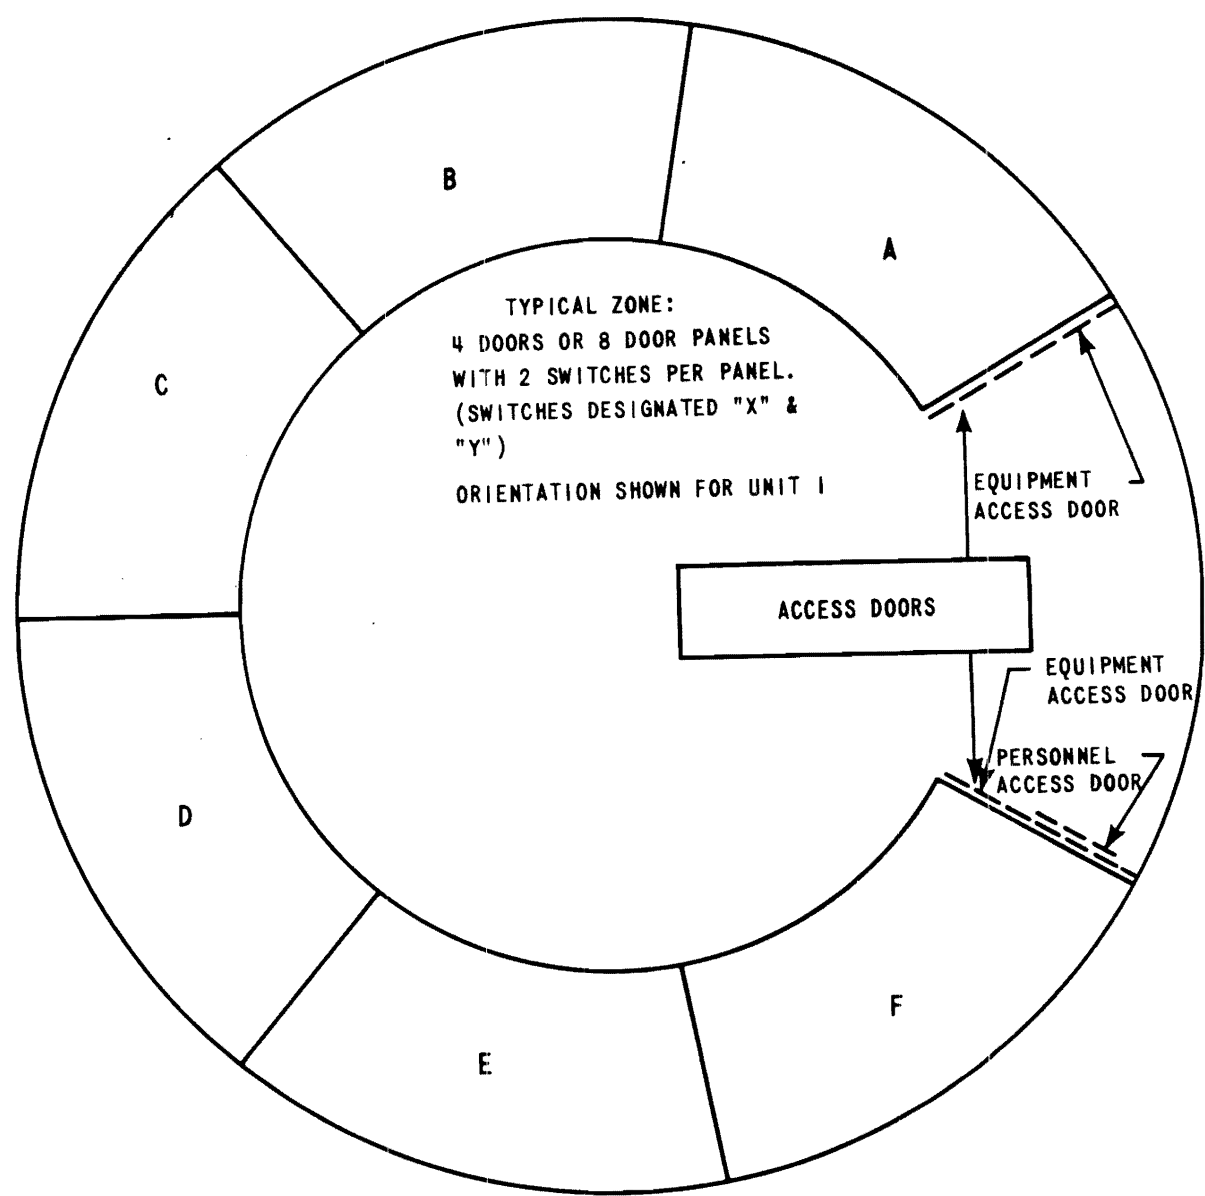 B
A
C
TYPICAL ZONE:
4 DOORS OR 8 DOOR PANELS
WITH 2 SWITCHES PER PANEL.
(SWITCHES DESIGNATED "X" &
"Y")
ORIENTATION SHOWN FOR UNIT 1
EQUIPMENT
ACCESS DOOR
ACCESS DOORS
EQUIPMENT
ACCESS DOOR
PERSONNEL
ACCESS DOOR
D
F
E